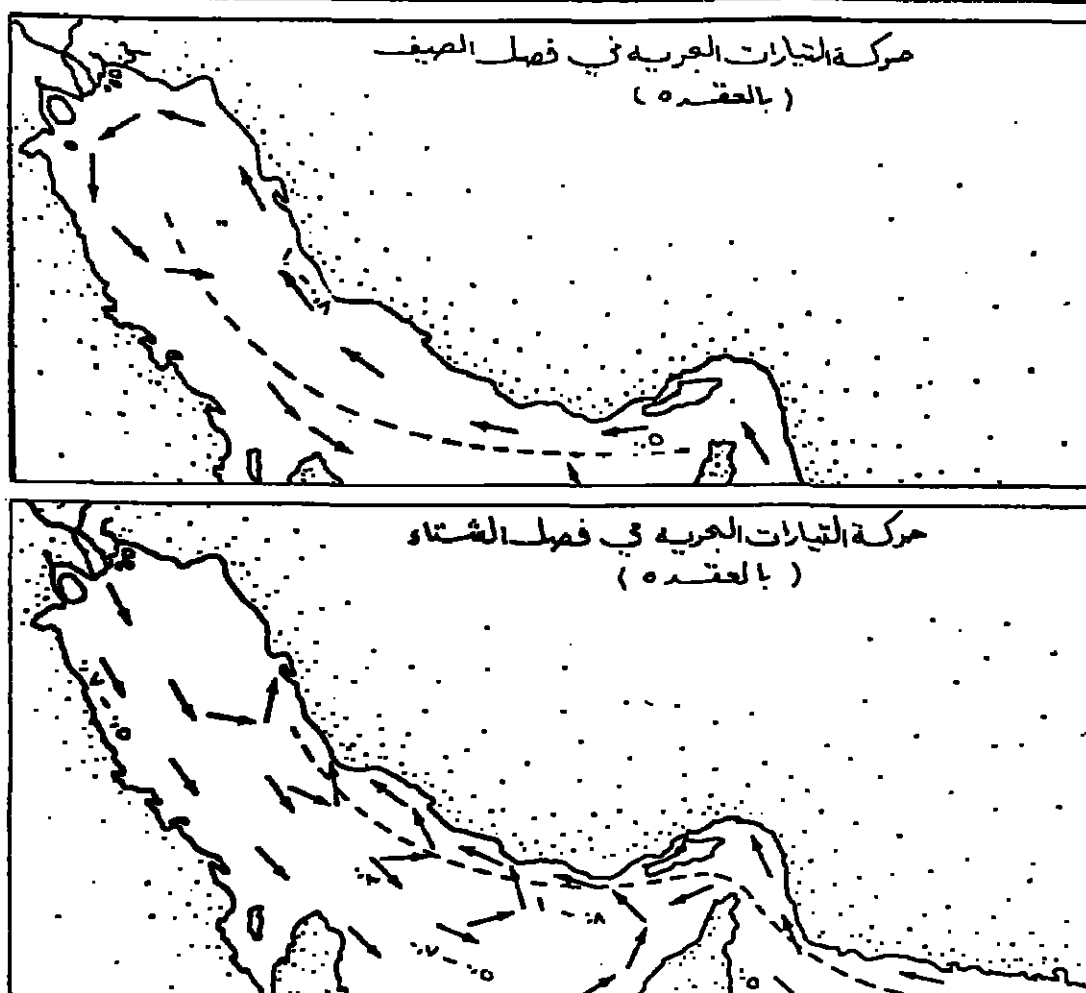 حركة التيارات البحرية في فصل الصيف
( بالعقدة )
حركة التيارات البحرية في فصل الشتاء
( بالعقدة )